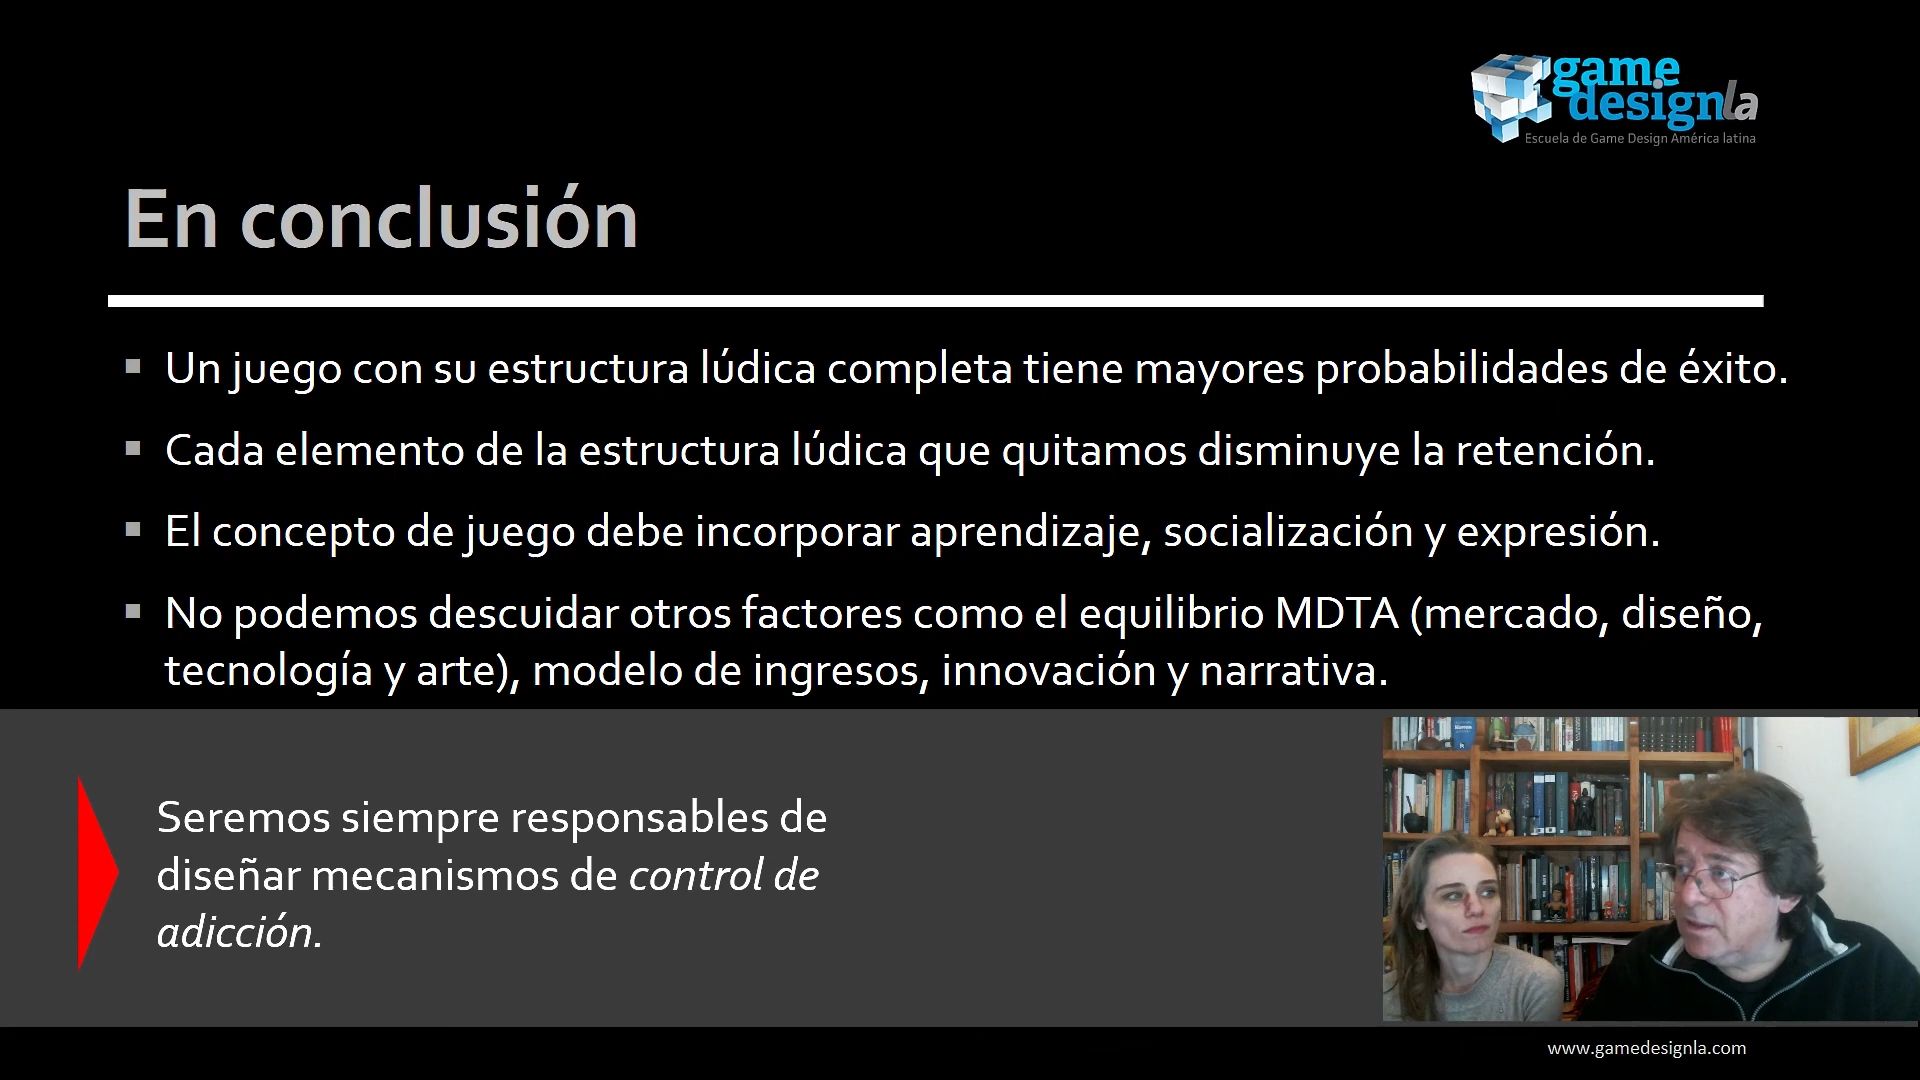 game
designla
Escuela de Game Design América latina
En conclusión
Un juego con su estructura lúdica completa tiene mayores probabilidades de éxito.
Cada elemento de la estructura lúdica que quitamos disminuye la retención.
El concepto de juego debe incorporar aprendizaje, socialización y expresión.
No podemos descuidar otros factores como el equilibrio MDTA (mercado, diseño,
tecnología y arte), modelo de ingresos, innovación y narrativa.
Seremos siempre responsables de
diseñar mecanismos de control de
adicción.
www.gamedesignla.com